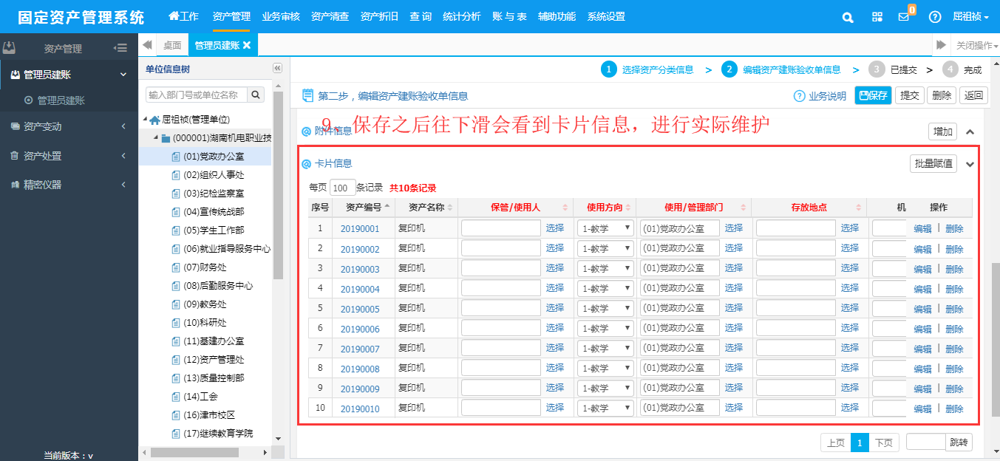 固定资产管理系统 工作 资产管理 业务审核 资产清查 资产折旧 查 询 统计分析 账 与 表 辅助功能 系统设置 0 屈祖祯
资产管理 桌面 管理员建账 关闭操作
管理员建账
管理员建账
资产变动
资产处置
精密仪器
当前版本：v
单位信息树
输入部门号或单位名称
屈祖祯(管理单位)
(000001)湖南机电职业技
(01)党政办公室
(02)组织人事处
(03)纪检监察室
(04)宣传统战部
(05)学生工作部
(06)就业指导服务中心
(07)财务处
(08)后勤服务中心
(09)教务处
(10)科研处
(11)基建办公室
(12)资产管理处
(13)质量控制部
(14)工会
(16)津市校区
(17)继续教育学院
1 选择资产分类信息 > 2 编辑资产建账验收单信息 > 3 已提交 > 4 完成
第二步，编辑资产建账验收单信息 业务说明 保存 提交 删除 返回
9、保存之后往下滑会看到卡片信息，进行实际维护
附件信息 增加
卡片信息 批量赋值
每页 100 条记录 共10条记录
序号 资产编号 资产名称 保管/使用人 使用方向 使用/管理部门 存放地点 机 操作
1 20190001 复印机 选择 1-教学 (01)党政办公室 选择 选择 编辑 | 删除
2 20190002 复印机 选择 1-教学 (01)党政办公室 选择 选择 编辑 | 删除
3 20190003 复印机 选择 1-教学 (01)党政办公室 选择 选择 编辑 | 删除
4 20190004 复印机 选择 1-教学 (01)党政办公室 选择 选择 编辑 | 删除
5 20190005 复印机 选择 1-教学 (01)党政办公室 选择 选择 编辑 | 删除
6 20190006 复印机 选择 1-教学 (01)党政办公室 选择 选择 编辑 | 删除
7 20190007 复印机 选择 1-教学 (01)党政办公室 选择 选择 编辑 | 删除
8 20190008 复印机 选择 1-教学 (01)党政办公室 选择 选择 编辑 | 删除
9 20190009 复印机 选择 1-教学 (01)党政办公室 选择 选择 编辑 | 删除
10 20190010 复印机 选择 1-教学 (01)党政办公室 选择 选择 编辑 | 删除
上页 1 下页 跳转